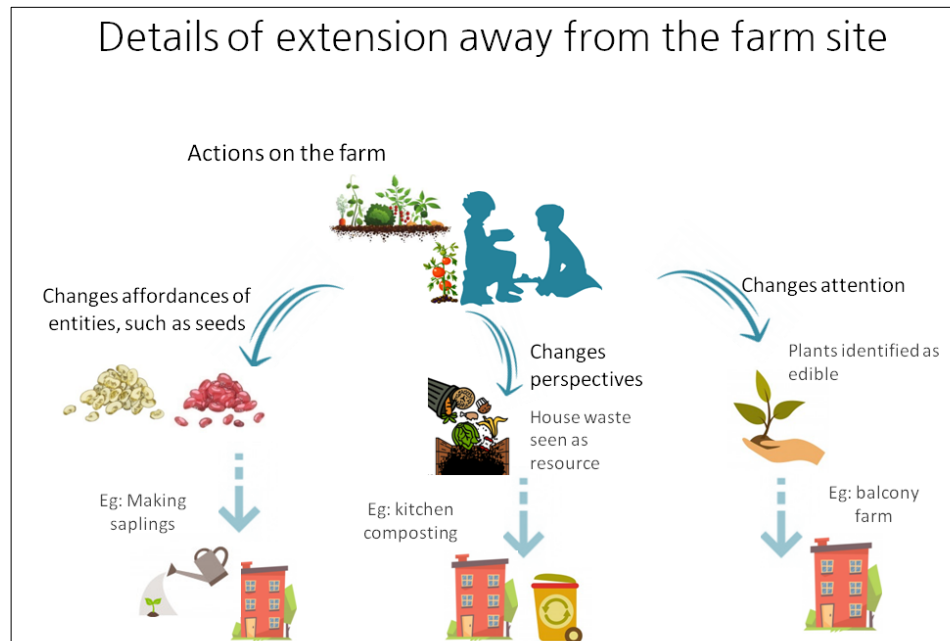 Details of extension away from the farm site
Actions on the farm
Changes affordances of
entities, such as seeds
Changes
perspectives
House waste
seen as
resource
Changes attention
Plants identified as
edible
Eg: Making
saplings
Eg: kitchen
composting
Eg: balcony
farm